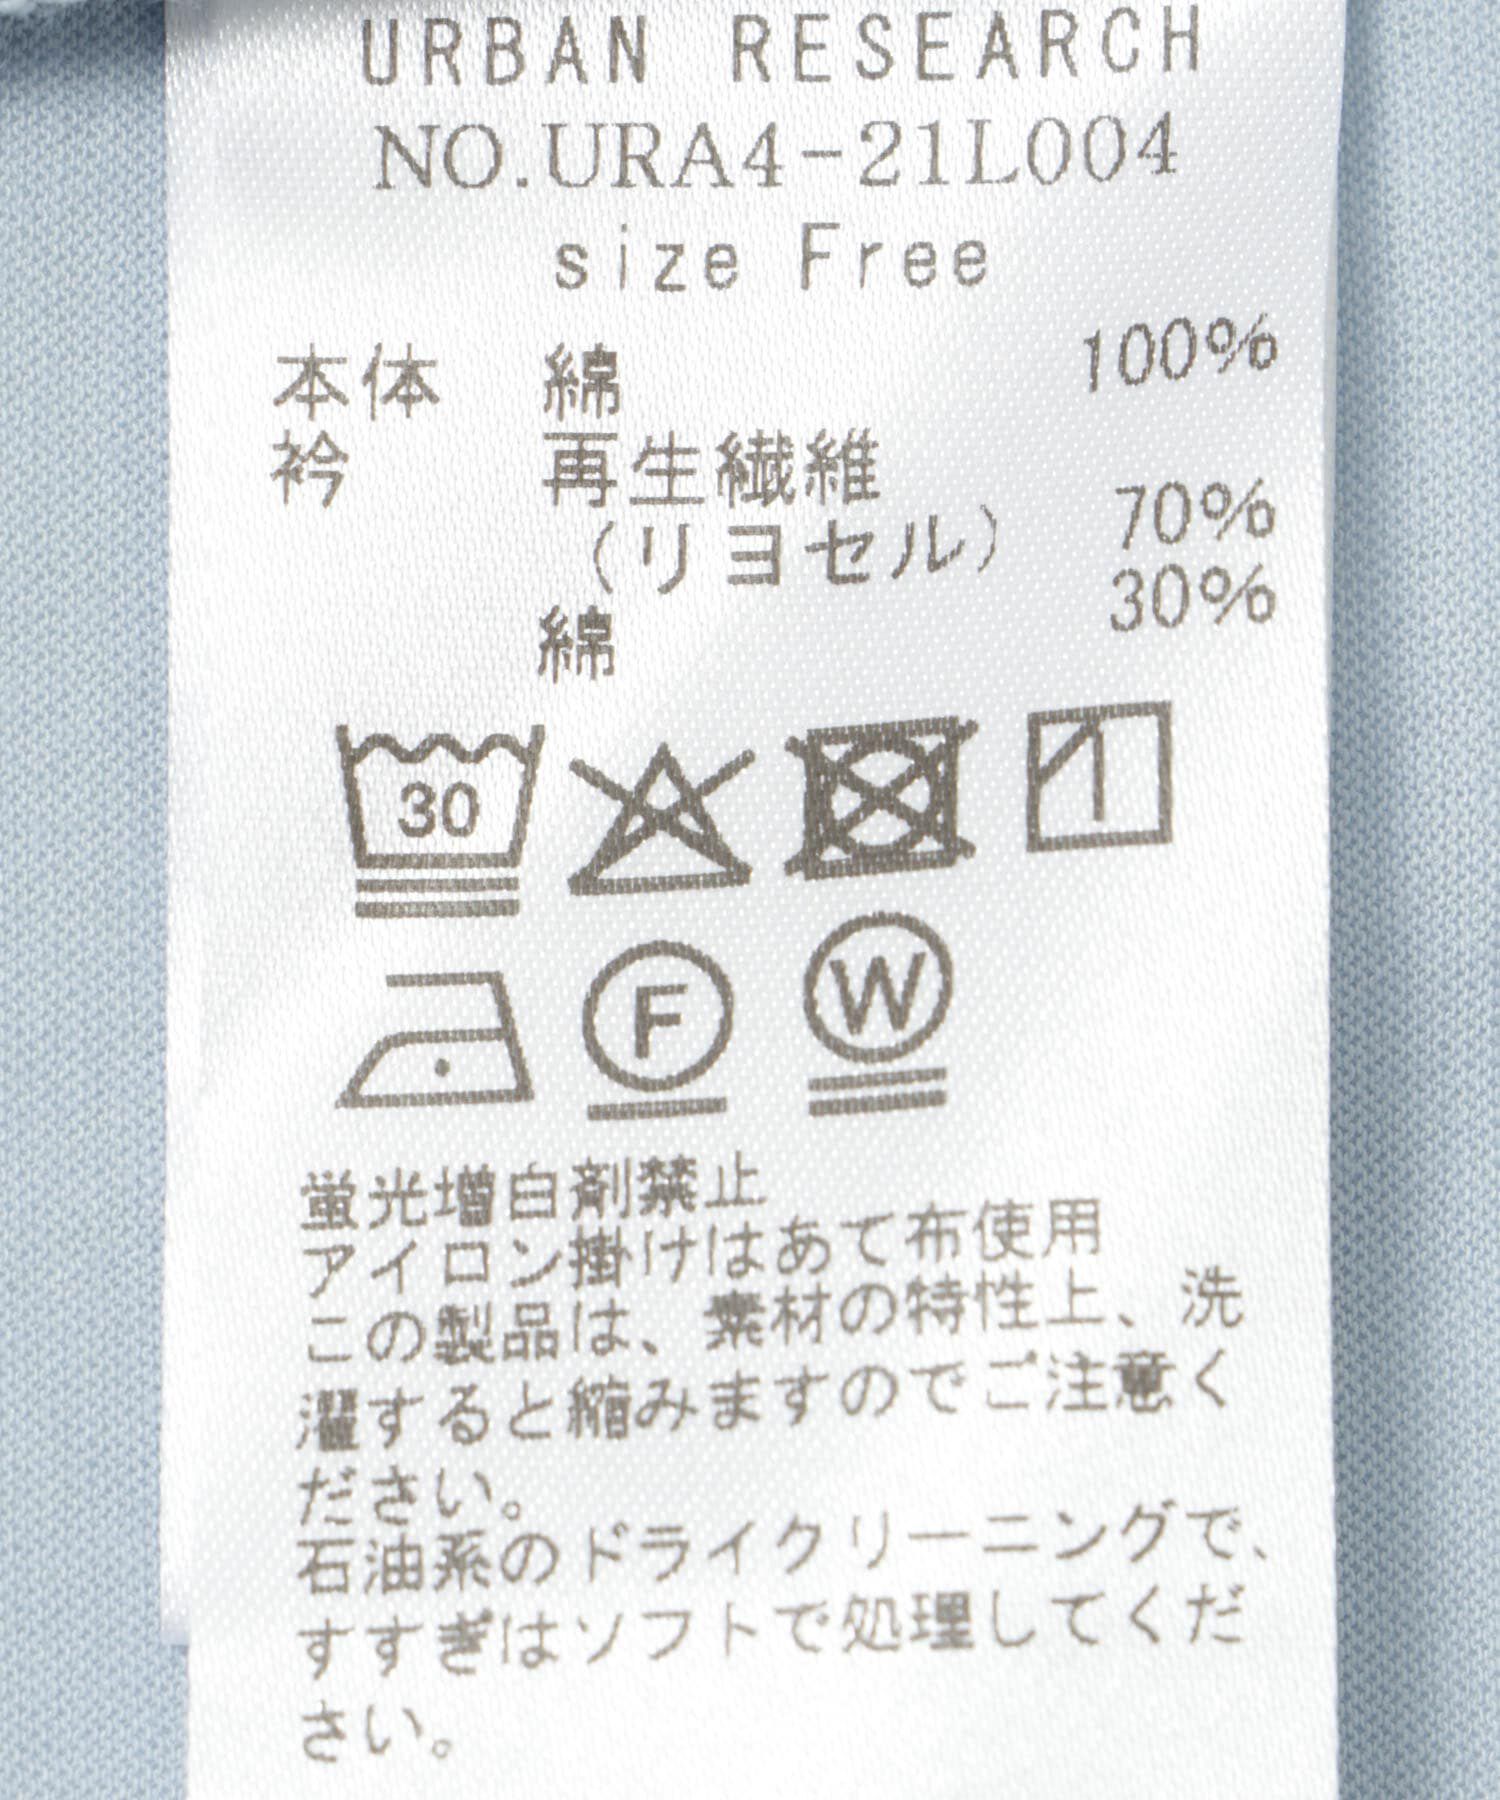 URBAN RESEARCH
NO.URA4-21L004
size Free
本体 綿 100%
衿 再生繊維
(リヨセル) 70%
綿 30%
30
F
W
蛍光増白剤禁止
アイロン掛けはあて布使用
この製品は、素材の特性上、洗
濯すると縮みますのでご注意く
ださい。
石油系のドライクリーニングで、
すすぎはソフトで処理してくだ
さい。